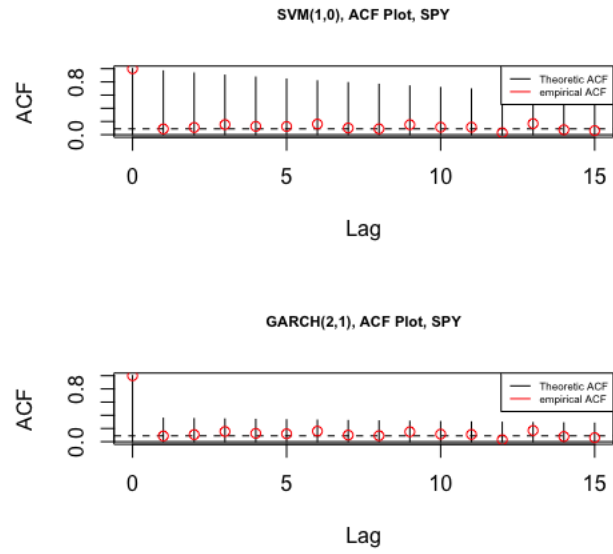 SVM(1,0), ACF Plot, SPY
ACF
0.0 0.8
Theoretic ACF
empirical ACF
0 5 10 15
Lag
GARCH(2,1), ACF Plot, SPY
ACF
0.0 0.8
Theoretic ACF
empirical ACF
0 5 10 15
Lag